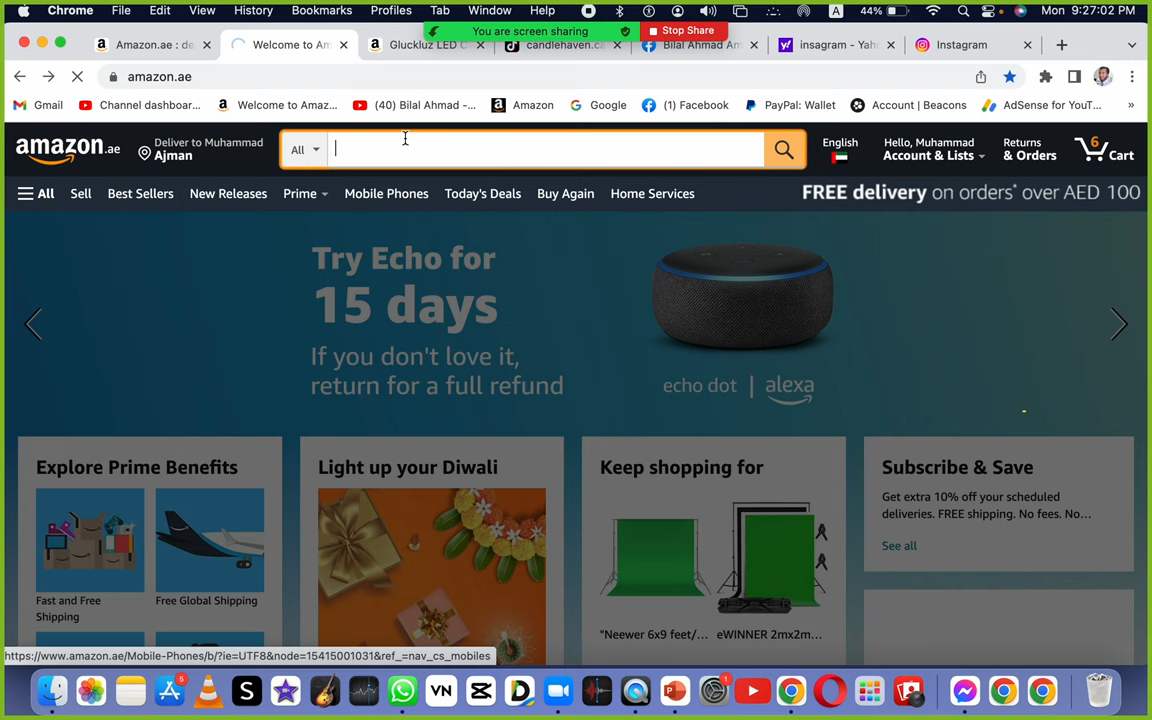 Chrome File Edit View History Bookmarks Profiles Tab Window Help A 44% Mon 9:27:02 PM
You are screen sharing Stop Share
Amazon.ae : de Welcome to Am Gluckluz LED C candlehaven.ca Bilal Ahmad Am insagram - Yah Instagram
amazon.ae
Gmail Channel dashboar... Welcome to Amaz... (40) Bilal Ahmad -... Amazon Google (1) Facebook PayPal: Wallet Account | Beacons AdSense for YouT... »
amazon.ae
Deliver to Muhammad
Ajman
All
English
Hello, Muhammad
Account & Lists
Returns
& Orders
6
Cart
All Sell Best Sellers New Releases Prime Mobile Phones Today's Deals Buy Again Home Services FREE delivery on orders* over AED 100
Try Echo for
15 days
If you don't love it,
return for a full refund
echo dot | alexa
Explore Prime Benefits
Fast and Free
Shipping
Free Global Shipping
Light up your Diwali
Keep shopping for
"Neewer 6x9 feet/... eWINNER 2mx2m...
Subscribe & Save
Get extra 10% off your scheduled
deliveries. FREE shipping. No fees. No...
See all
https://www.amazon.ae/Mobile-Phones/b/?ie=UTF8&node=15415001031&ref_=nav_cs_mobiles
5 S VN D 1